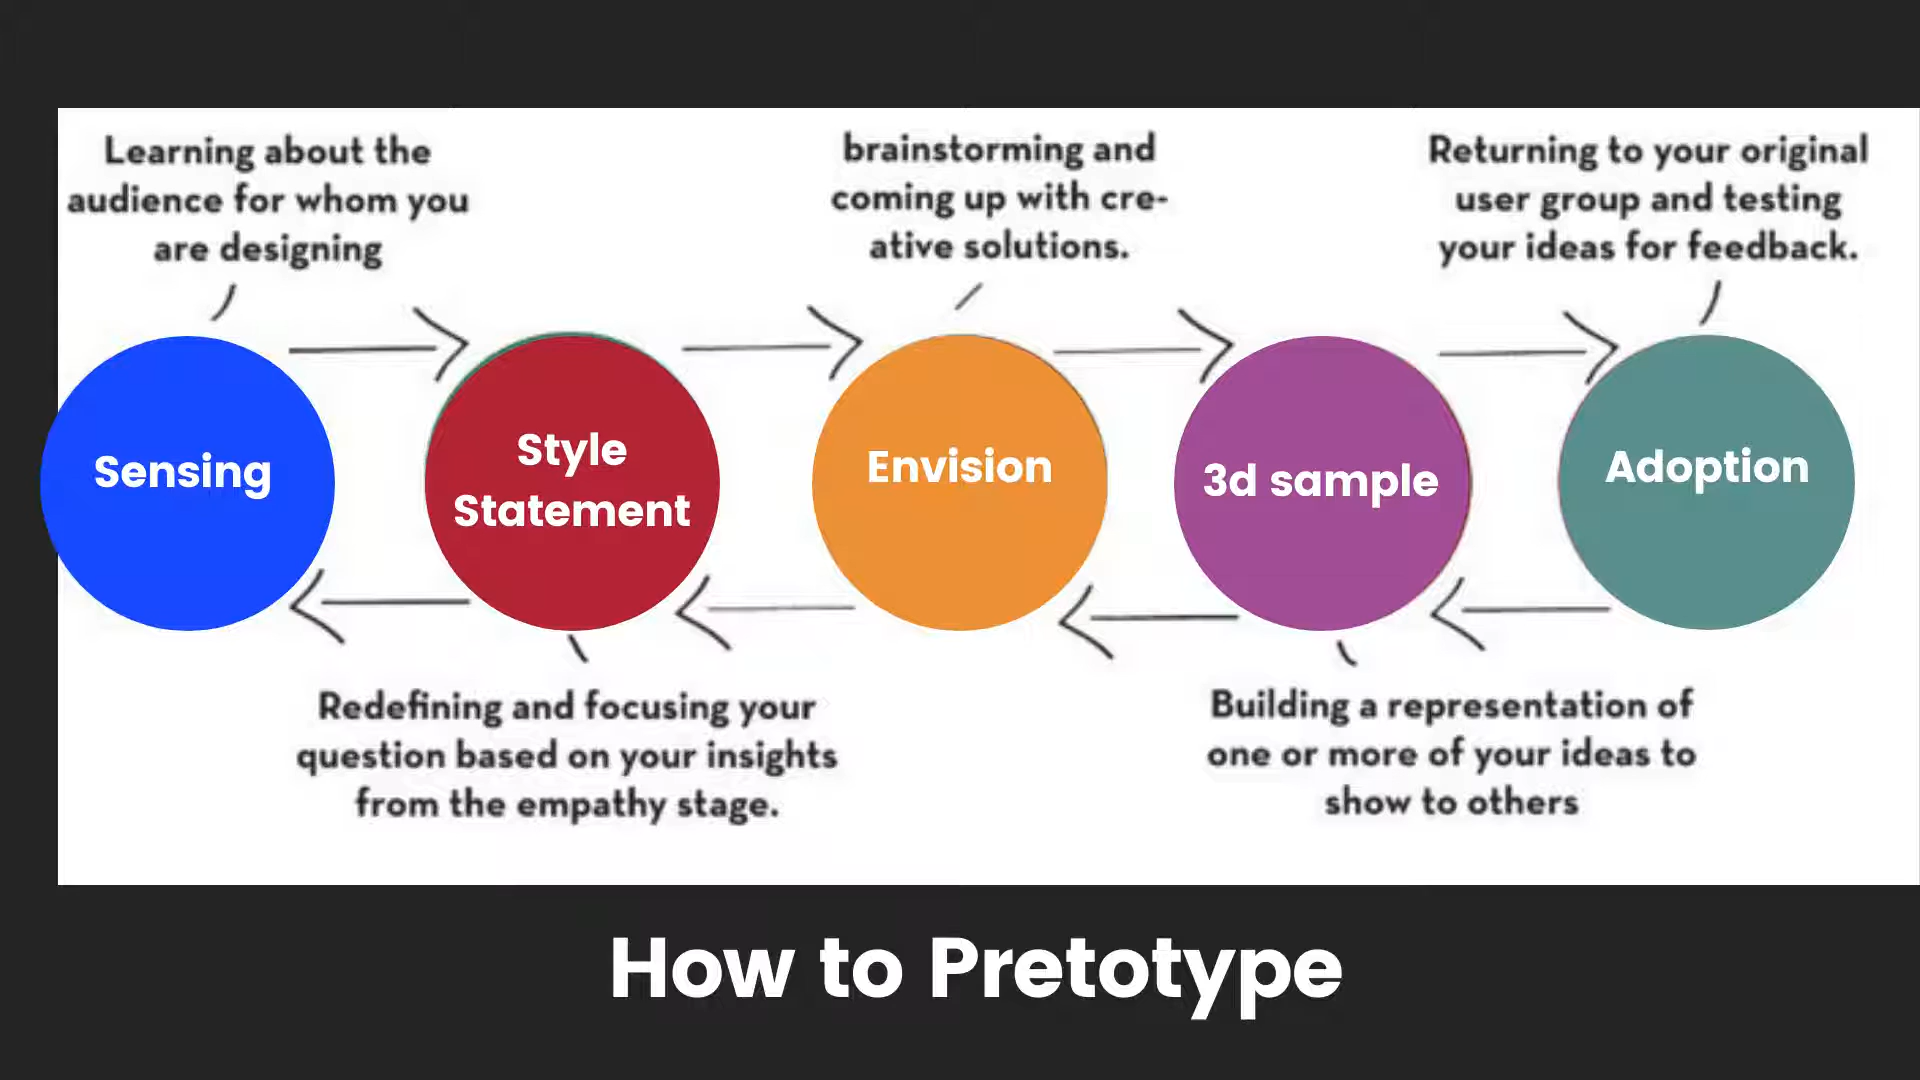 Learning about the
audience for whom you
are designing
brainstorming and
coming up with cre-
ative solutions.
Returning to your original
user group and testing
your ideas for feedback.
Sensing
Style
Statement
Envision
3d sample
Adoption
Redefining and focusing your
question based on your insights
from the empathy stage.
Building a representation of
one or more of your ideas to
show to others
How to Pretotype